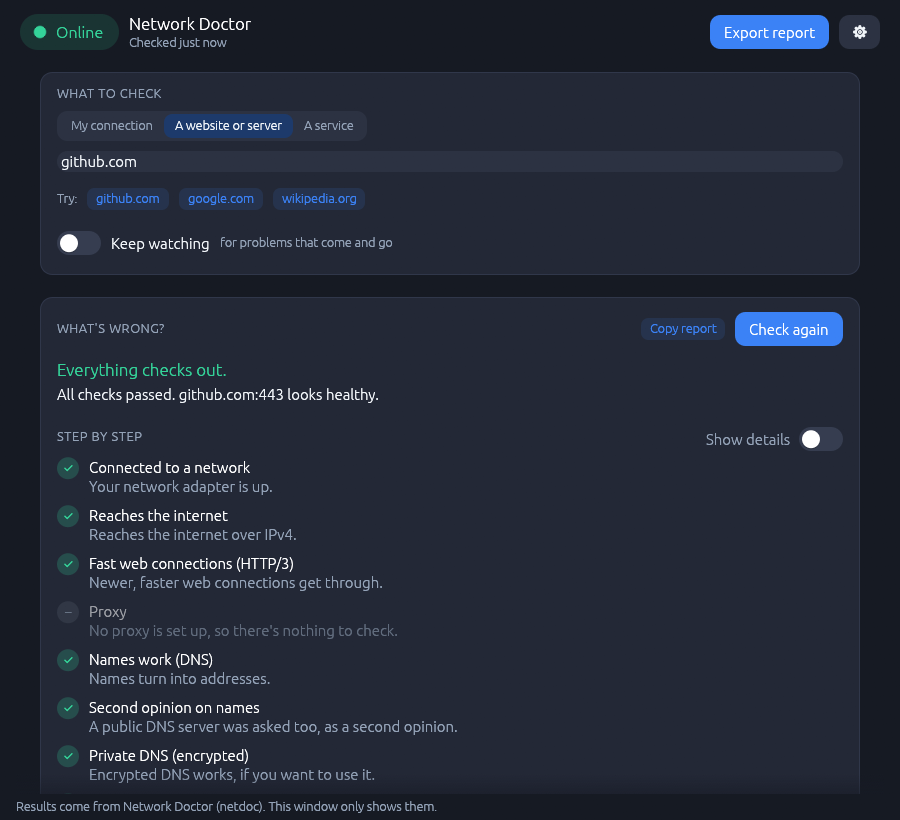 Online
Network Doctor
Checked just now
Export report
WHAT TO CHECK
My connection
A website or server
A service
github.com
Try: github.com google.com wikipedia.org
Keep watching for problems that come and go
WHAT'S WRONG?
Copy report
Check again
Everything checks out.
All checks passed. github.com:443 looks healthy.
STEP BY STEP
Show details
Connected to a network
Your network adapter is up.
Reaches the internet
Reaches the internet over IPv4.
Fast web connections (HTTP/3)
Newer, faster web connections get through.
Proxy
No proxy is set up, so there's nothing to check.
Names work (DNS)
Names turn into addresses.
Second opinion on names
A public DNS server was asked too, as a second opinion.
Private DNS (encrypted)
Encrypted DNS works, if you want to use it.
Results come from Network Doctor (netdoc). This window only shows them.